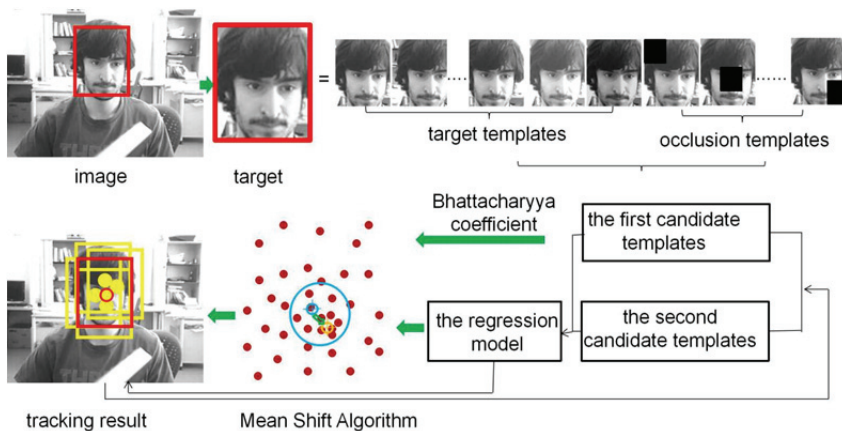 =
target templates
occlusion templates
image
target
Bhattacharyya
coefficient
the first candidate
templates
the regression
model
the second
candidate templates
tracking result
Mean Shift Algorithm